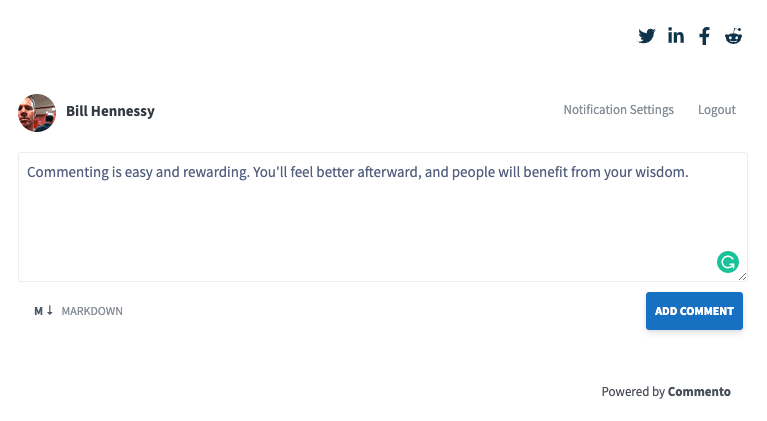 Bill Hennessy
Notification Settings
Logout
Commenting is easy and rewarding. You'll feel better afterward, and people will benefit from your wisdom.
M↓ MARKDOWN
ADD COMMENT
Powered by Commento